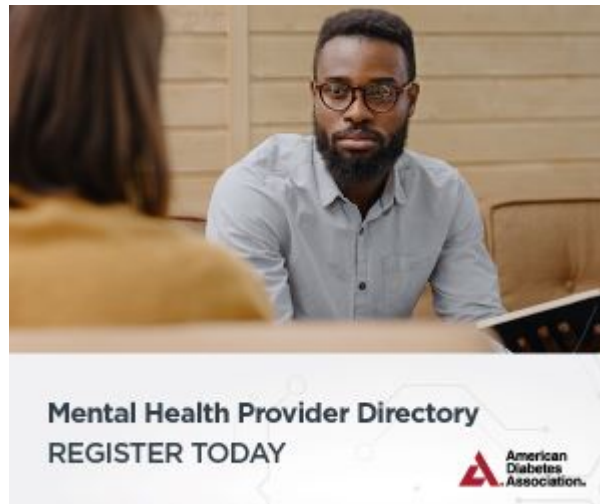 Mental Health Provider Directory
REGISTER TODAY
American
Diabetes
Association.